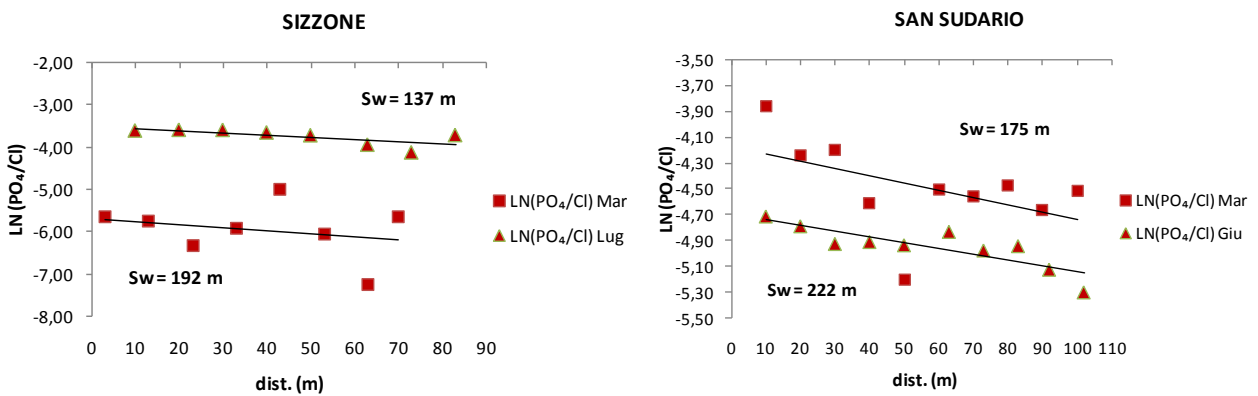 SIZZONE
-2,00
-3,00
-4,00
-5,00
-6,00
-7,00
-8,00
LN (PO₄/Cl)
Sw = 137 m
Sw = 192 m
0 10 20 30 40 50 60 70 80 90
dist. (m)
LN(PO₄/Cl) Mar
LN(PO₄/Cl) Lug
SAN SUDARIO
-3,50
-3,70
-3,90
-4,10
-4,30
-4,50
-4,70
-4,90
-5,10
-5,30
-5,50
LN (PO₄/Cl)
Sw = 175 m
Sw = 222 m
0 10 20 30 40 50 60 70 80 90 100 110
dist. (m)
LN(PO₄/Cl) Mar
LN(PO₄/Cl) Giu